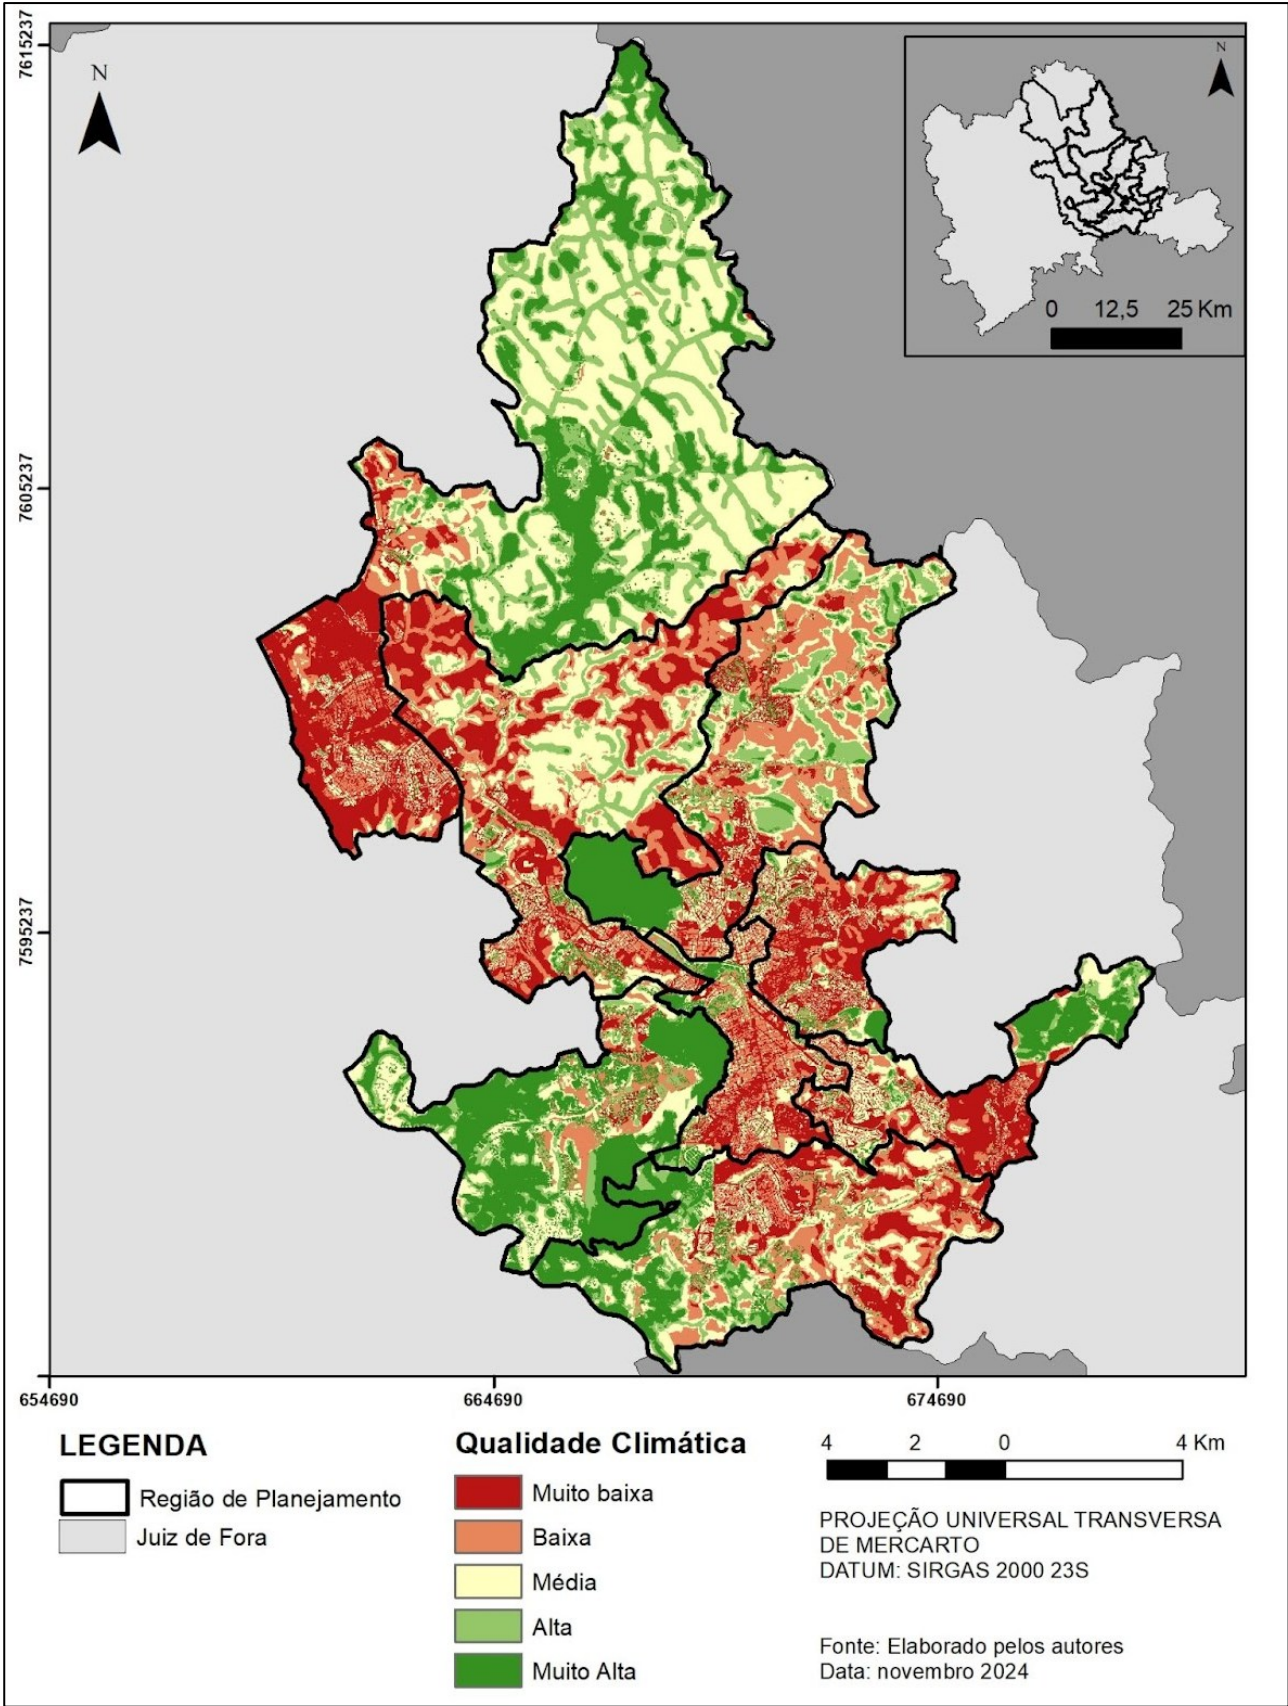 7615237
N
N
0 12,5 25 Km
7605237
7595237
654690
664690
674690
LEGENDA
Região de Planejamento
Juiz de Fora
Qualidade Climática
Muito baixa
Baixa
Média
Alta
Muito Alta
4 2 0 4 Km
PROJEÇÃO UNIVERSAL TRANSVERSA
DE MERCARTO
DATUM: SIRGAS 2000 23S
Fonte: Elaborado pelos autores
Data: novembro 2024